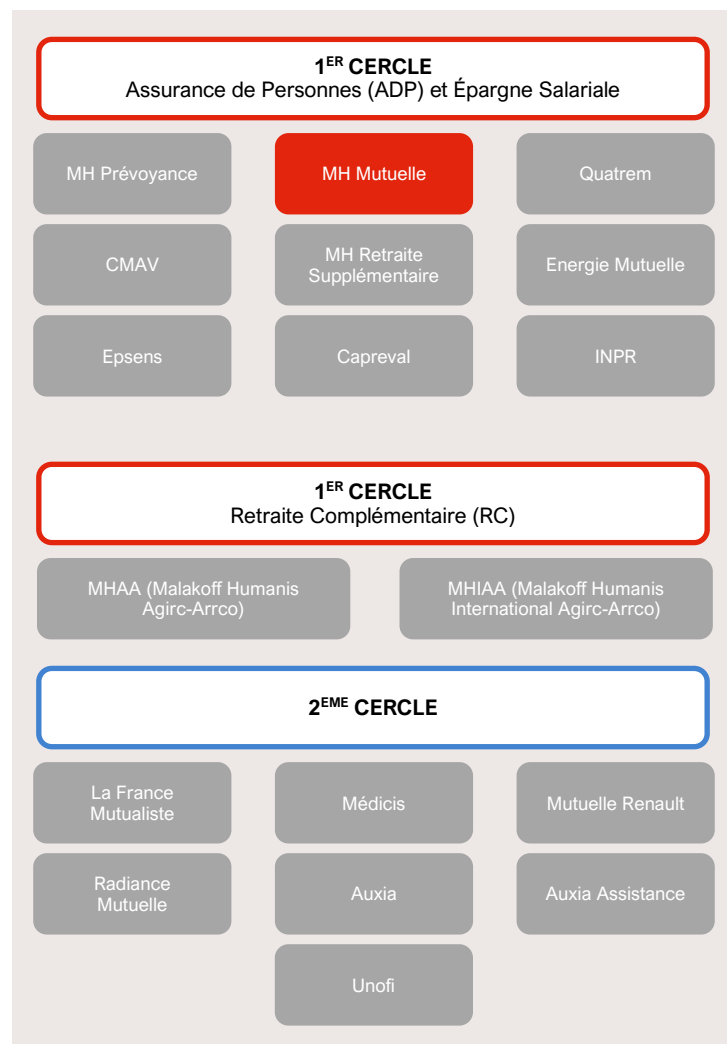 1ER CERCLE
Assurance de Personnes (ADP) et Épargne Salariale
MH Prévoyance
MH Mutuelle
Quatrem
CMAV
MH Retraite
Supplémentaire
Energie Mutuelle
Epsens
Capreval
INPR
1ER CERCLE
Retraite Complémentaire (RC)
MHAA (Malakoff Humanis
Agirc-Arrco)
MHIAA (Malakoff Humanis
International Agirc-Arrco)
2EME CERCLE
La France
Mutualiste
Médicis
Mutuelle Renault
Radiance
Mutuelle
Auxia
Auxia Assistance
Unofi